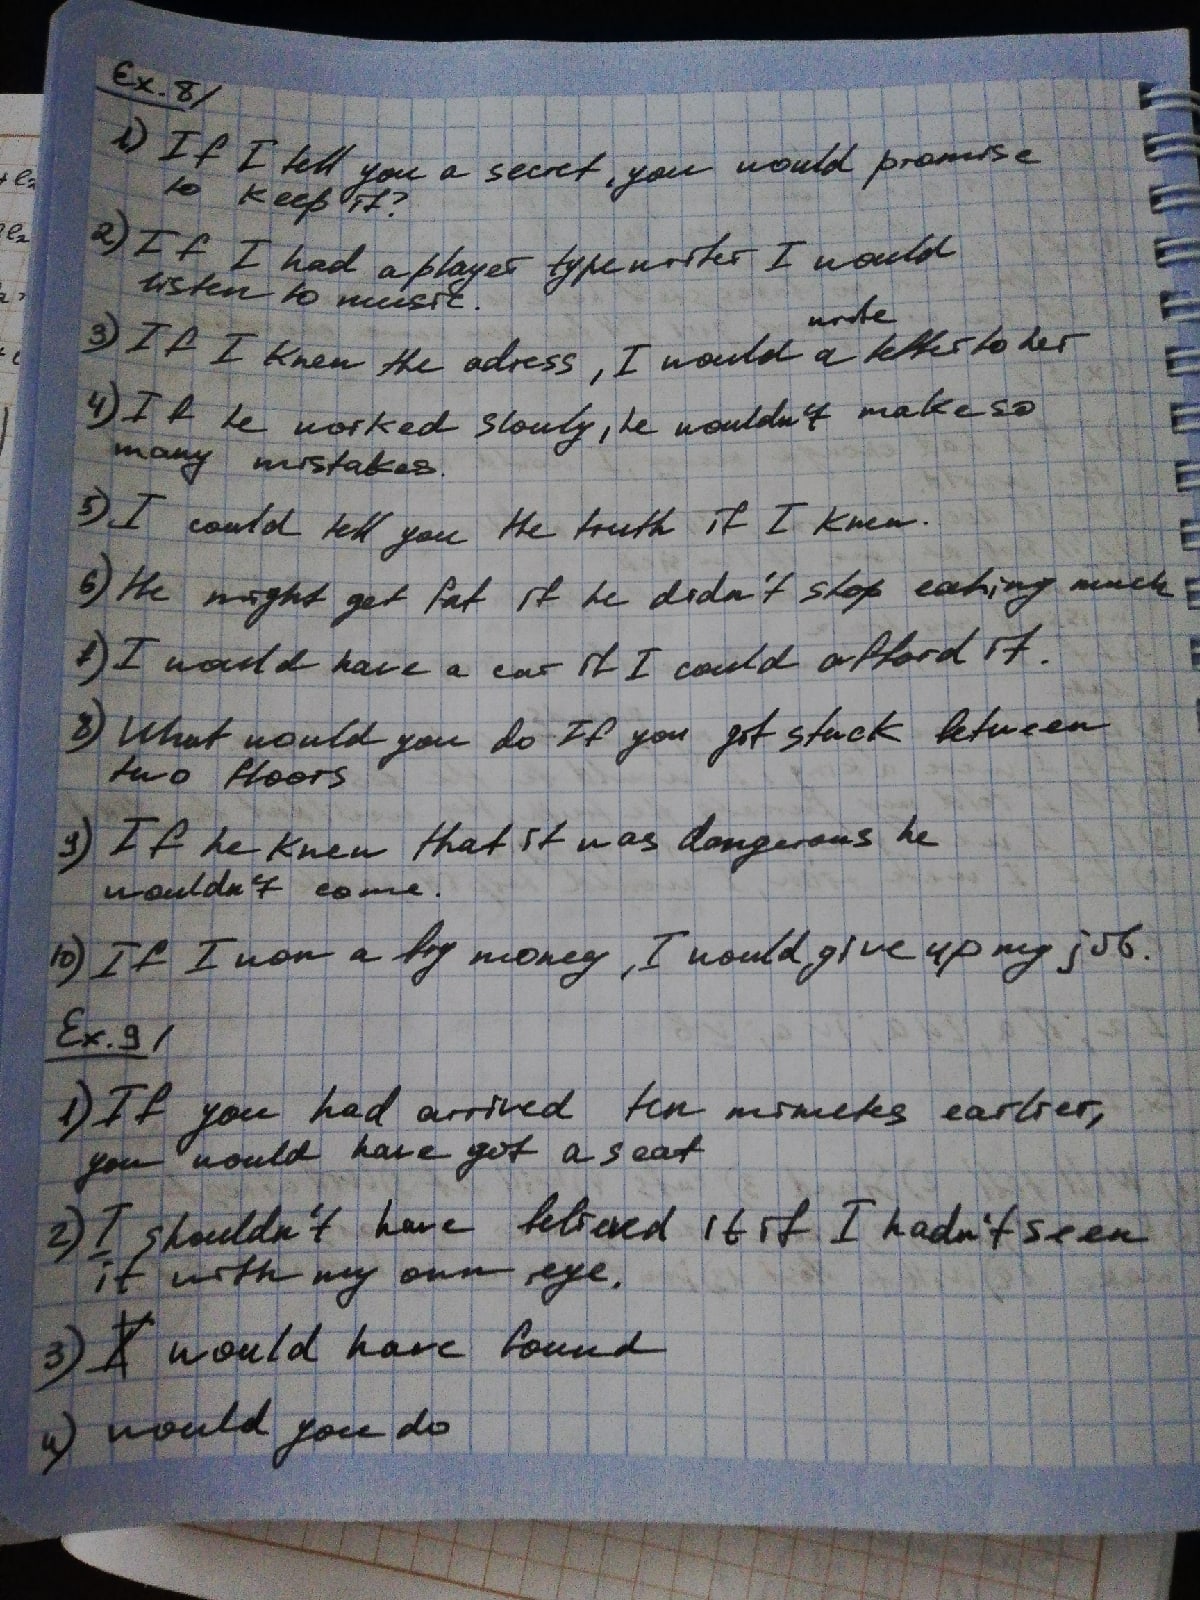 Ex. 8/
1) If I tell you a secret, you would promise
to keep it?
2) If I had a player typewriter I would
listen to music.
3) If I knew the adress, I would write a letter to her
4) If he worked slowly, he wouldn't make so
many mistakes.
5) I could tell you the truth if I knew.
6) He might get fat if he didn't stop eating much
7) I would have a car if I could afford it.
8) What would you do If you got stuck between
two floors
9) If he knew that it was dangerous he
wouldn't come.
10) If I won a big money, I would give up my job.
Ex. 9/
1) If you had arrived ten minetes earlier,
you would have got a seat
2) I shouldn't have believed it if I hadn't seen
it with my own eye.
3) I would have found
4) would you do